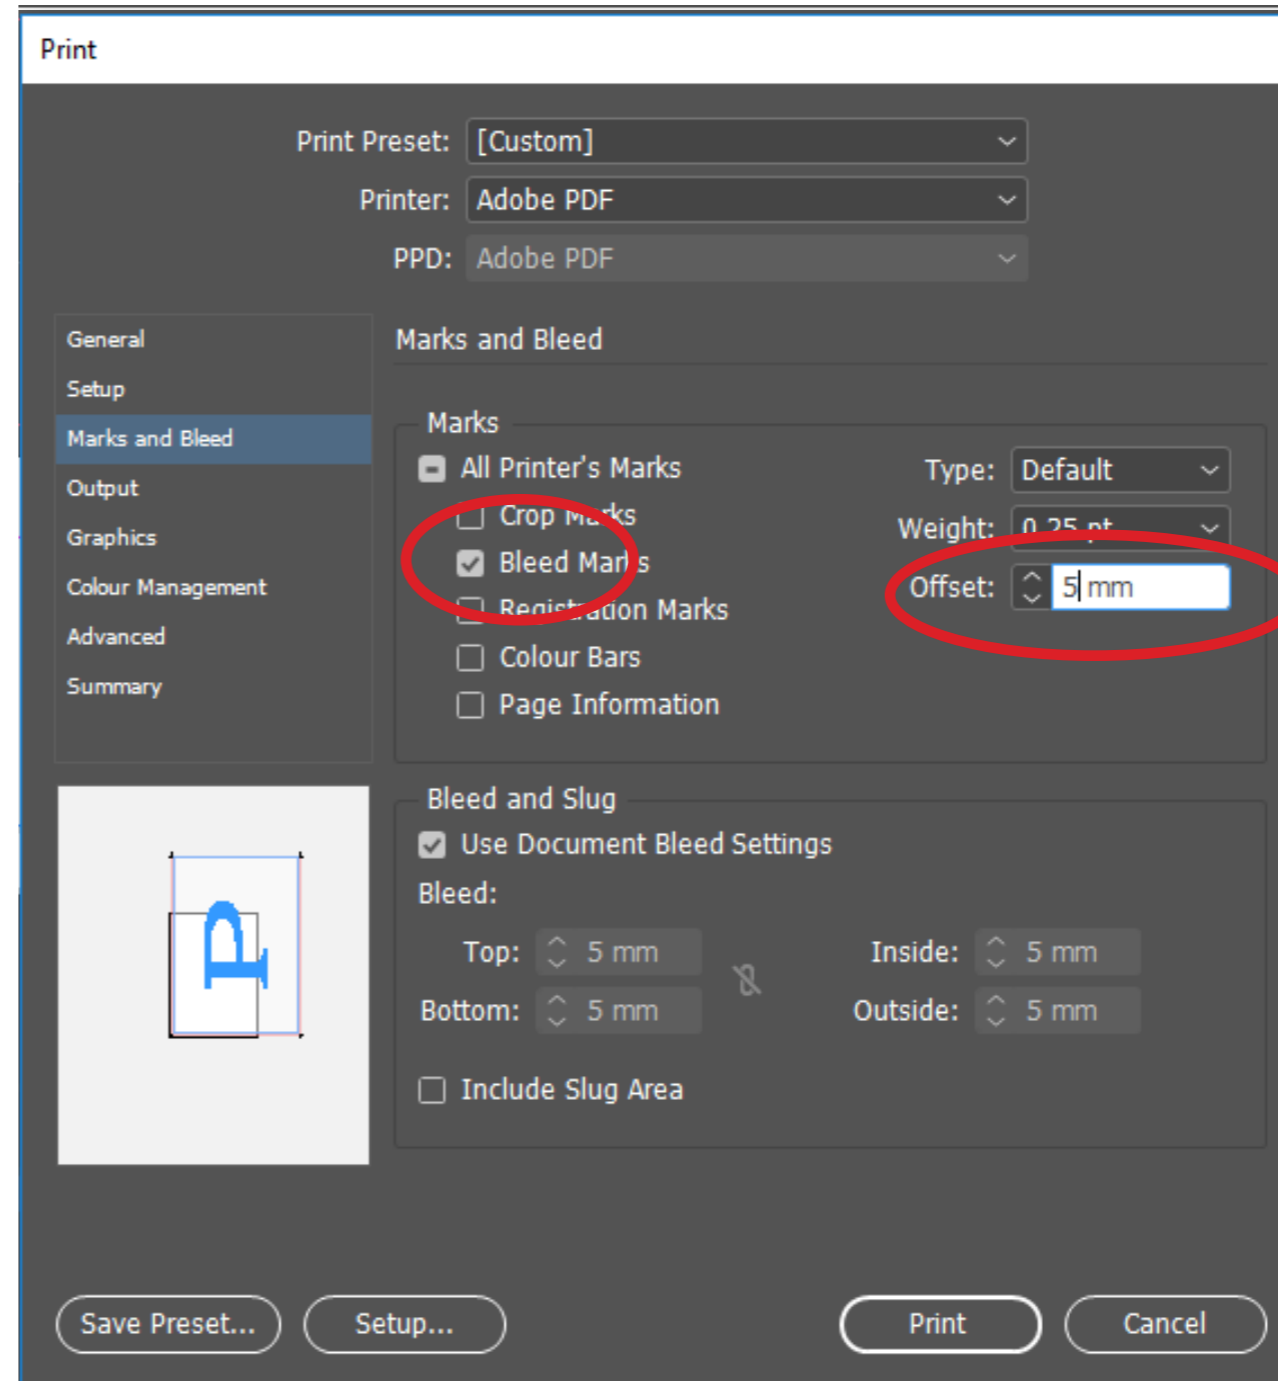 Print
Print Preset: [Custom]
Printer: Adobe PDF
PPD: Adobe PDF
General
Setup
Marks and Bleed
Output
Graphics
Colour Management
Advanced
Summary
Marks and Bleed
Marks
All Printer's Marks
Crop Marks
Bleed Marks
Registration Marks
Colour Bars
Page Information
Type: Default
Weight: 0.25 pt
Offset: 5 mm
P
Bleed and Slug
Use Document Bleed Settings
Bleed:
Top: 5 mm
Bottom: 5 mm
Inside: 5 mm
Outside: 5 mm
Include Slug Area
Save Preset...
Setup...
Print
Cancel